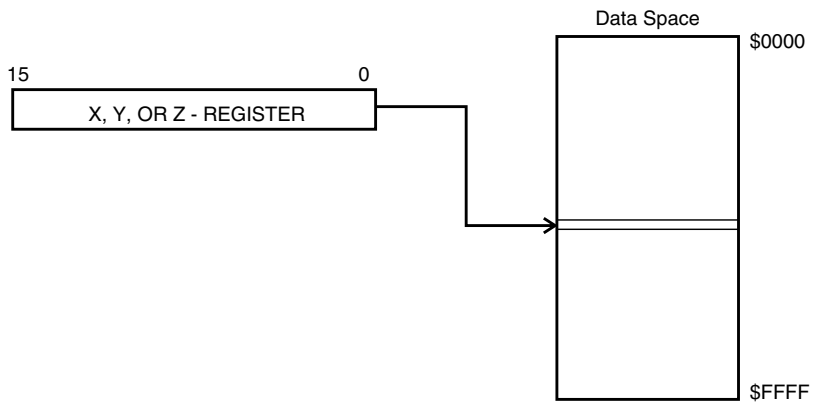 Data Space
$0000
15 0
X, Y, OR Z - REGISTER
$FFFF